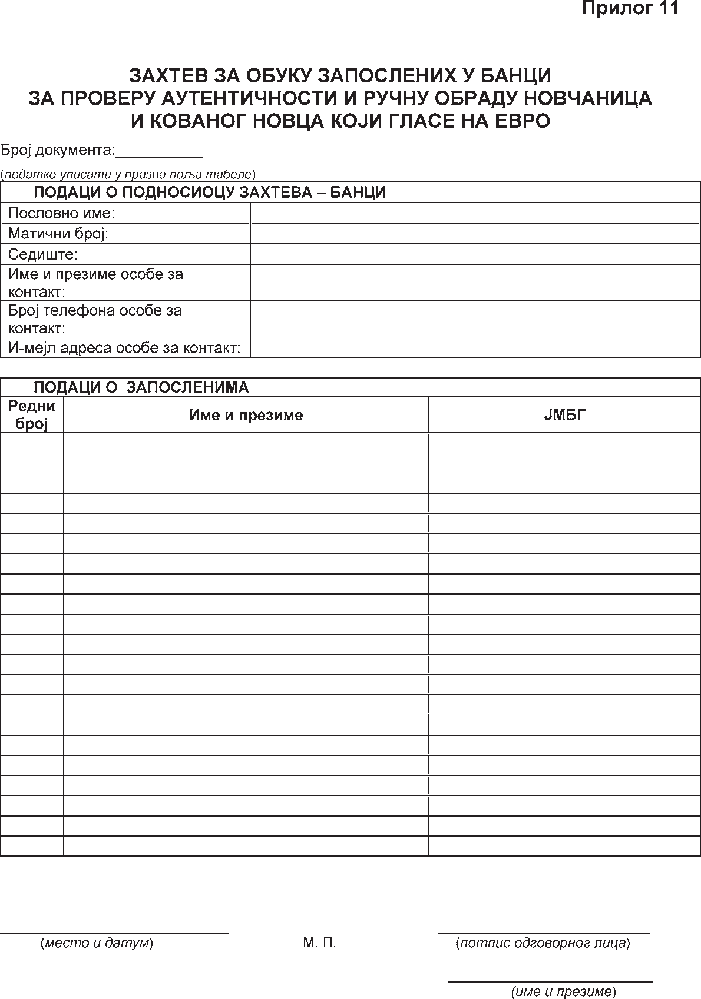 Прилог 11
ЗАХТЕВ ЗА ОБУКУ ЗАПОСЛЕНИХ У БАНЦИ
ЗА ПРОВЕРУ АУТЕНТИЧНОСТИ И РУЧНУ ОБРАДУ НОВЧАНИЦА
И КОВАНОГ НОВЦА КОЈИ ГЛАСЕ НА ЕВРО
Број документа:___________
(податке уписати у празна поља табеле)
ПОДАЦИ О ПОДНОСИОЦУ ЗАХТЕВА – БАНЦИ
Пословно име:
Матични број:
Седиште:
Име и презиме особе за
контакт:
Број телефона особе за
контакт:
И-мејл адреса особе за контакт:
ПОДАЦИ О ЗАПОСЛЕНИМА
Редни
број
Име и презиме
ЈМБГ
(место и датум)
М. П.
(потпис одговорног лица)
(име и презиме)